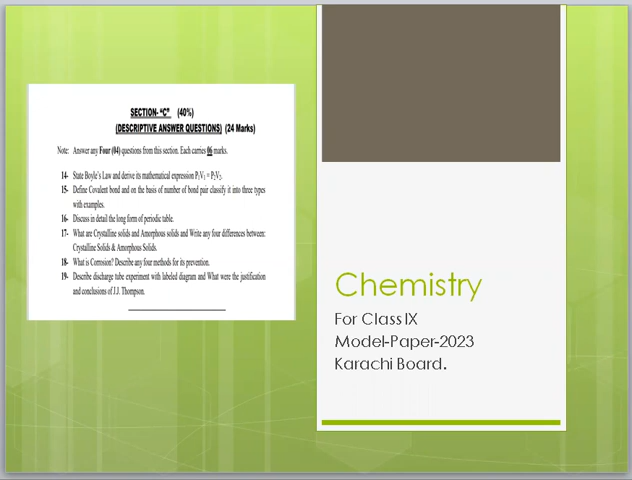 SECTION- “C” (40%)
(DESCRIPTIVE ANSWER QUESTIONS) (24 Marks)
Note: Answer any Four (04) questions from this section. Each carries 06 marks.
14- State Boyle’s Law and derive its mathematical expression P₁V₁ = P₂V₂.
15- Define Covalent bond and on the basis of number of bond pair classify it into three types
with examples.
16- Discuss in detail the long form of periodic table.
17- What are Crystalline solids and Amorphous solids and Write any four differences between:
Crystalline Solids & Amorphous Solids.
18- What is Corrosion? Describe any four methods for its prevention.
19- Describe discharge tube experiment with labeled diagram and What were the justification
and conclusions of J.J. Thompson.
Chemistry
For Class IX
Model-Paper-2023
Karachi Board.